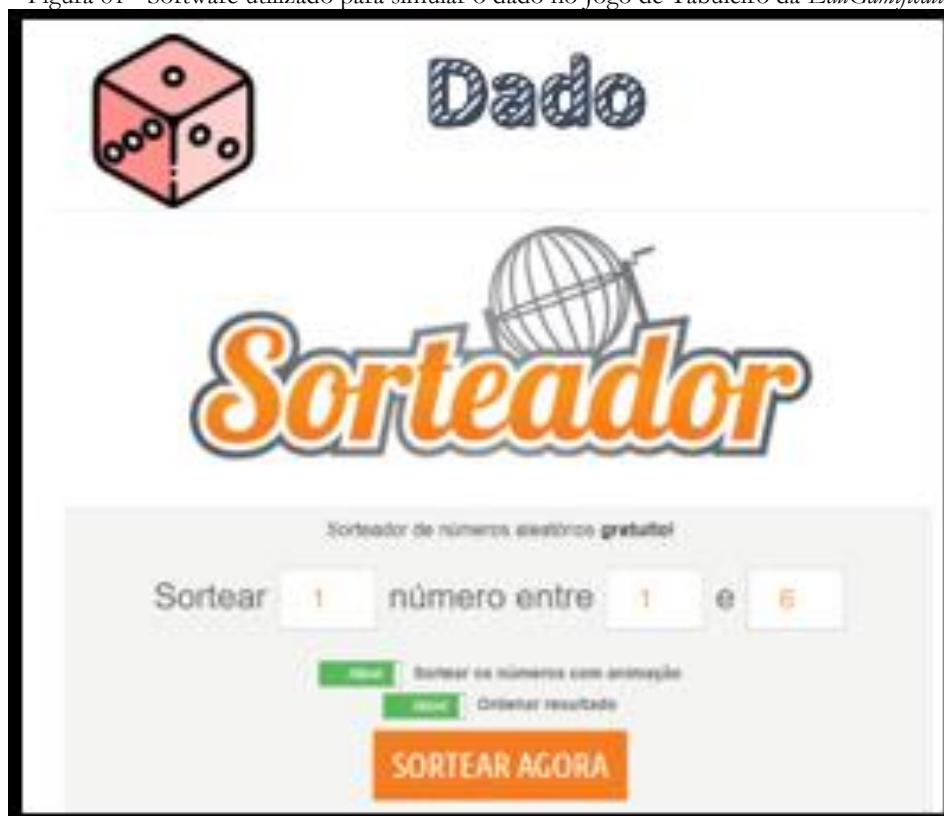 Figura 61 - Software utilizado para simular o dado no jogo de Tabuleiro da
Dado
Sorteador
Sorteador de números aleatórios gratuito!
Sortear 1 número entre 1 e 6
Sortear os números com animação
Ordenar resultado
SORTEAR AGORA